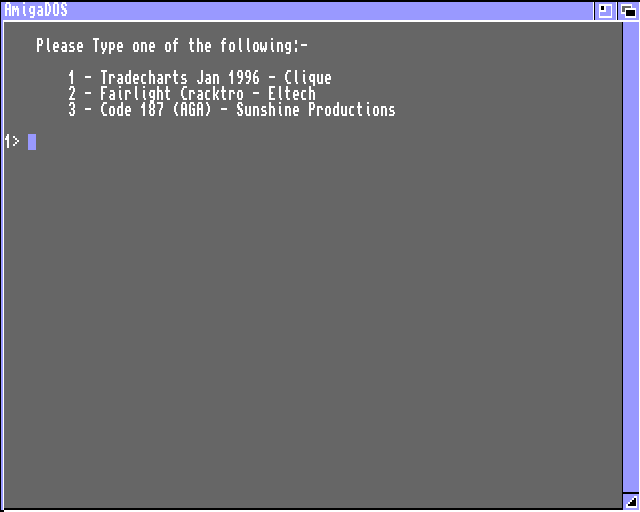 AmigaDOS
Please Type one of the following:-
1 - Tradecharts Jan 1996 - Clique
2 - Fairlight Cracktro - Eltech
3 - Code 187 (AGA) - Sunshine Productions
1>